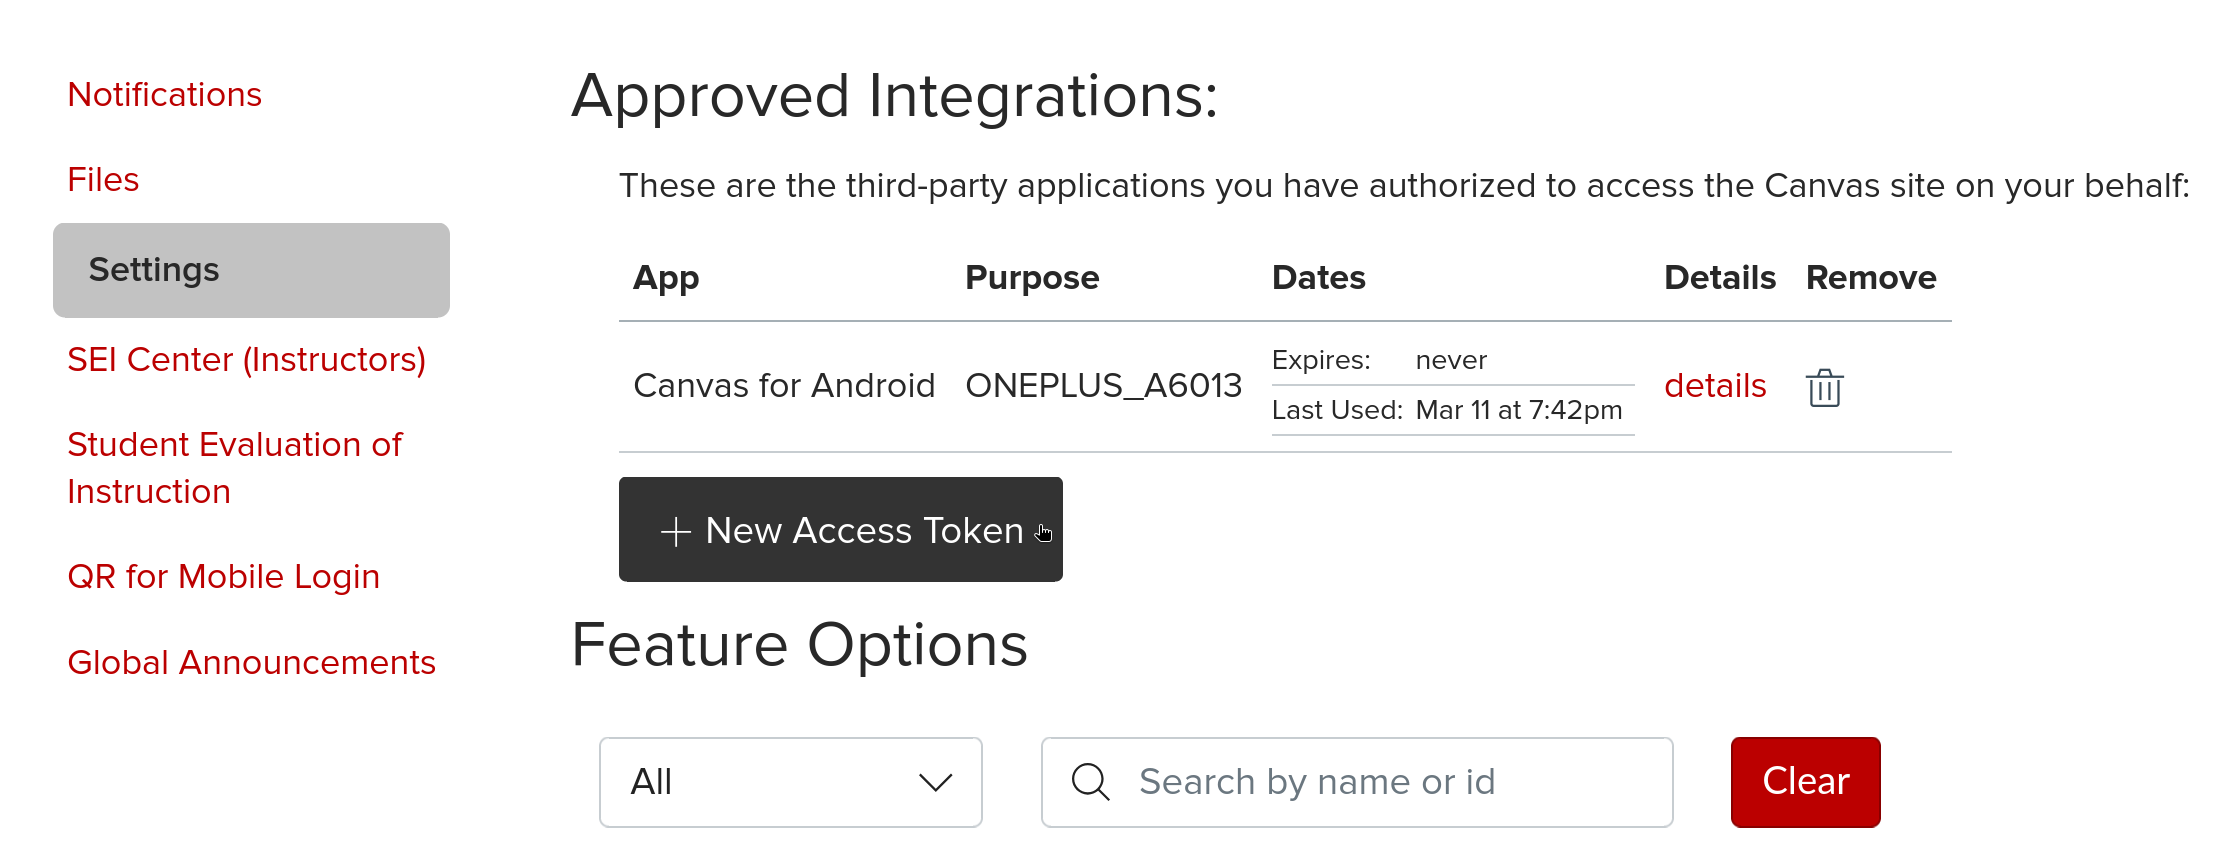 Notifications
Files
Settings
SEI Center (Instructors)
Student Evaluation of
Instruction
QR for Mobile Login
Global Announcements
Approved Integrations:
These are the third-party applications you have authorized to access the Canvas site on your behalf:
App Purpose Dates Details Remove
Canvas for Android ONEPLUS_A6013 Expires: never details
Last Used: Mar 11 at 7:42pm
New Access Token
Feature Options
All Search by name or id Clear